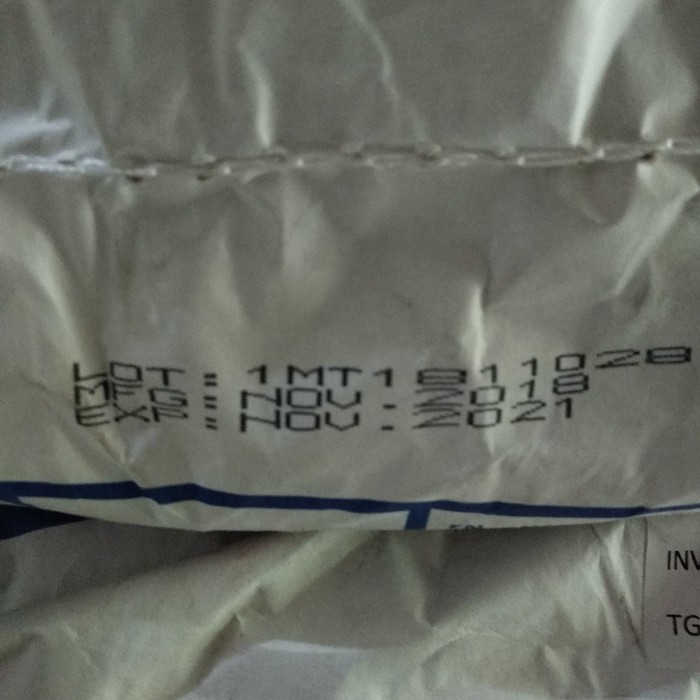 LOT: 1MT1811028
MFG: NOV. 2018
EXP: NOV. 2021
INV
TG